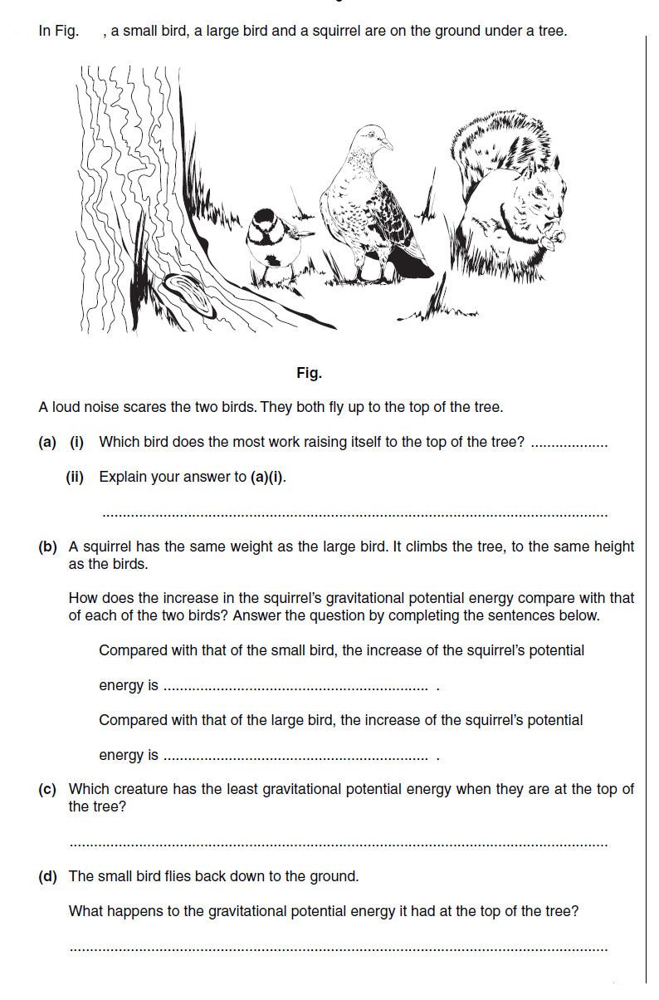 In Fig. , a small bird, a large bird and a squirrel are on the ground under a tree.
Fig.
A loud noise scares the two birds. They both fly up to the top of the tree.
(a) (i) Which bird does the most work raising itself to the top of the tree? ...................
(ii) Explain your answer to (a)(i).
............................................................................................................................
(b) A squirrel has the same weight as the large bird. It climbs the tree, to the same height
as the birds.
How does the increase in the squirrel's gravitational potential energy compare with that
of each of the two birds? Answer the question by completing the sentences below.
Compared with that of the small bird, the increase of the squirrel's potential
energy is ................................................................. .
Compared with that of the large bird, the increase of the squirrel's potential
energy is ................................................................. .
(c) Which creature has the least gravitational potential energy when they are at the top of
the tree?
....................................................................................................................................
(d) The small bird flies back down to the ground.
What happens to the gravitational potential energy it had at the top of the tree?
....................................................................................................................................